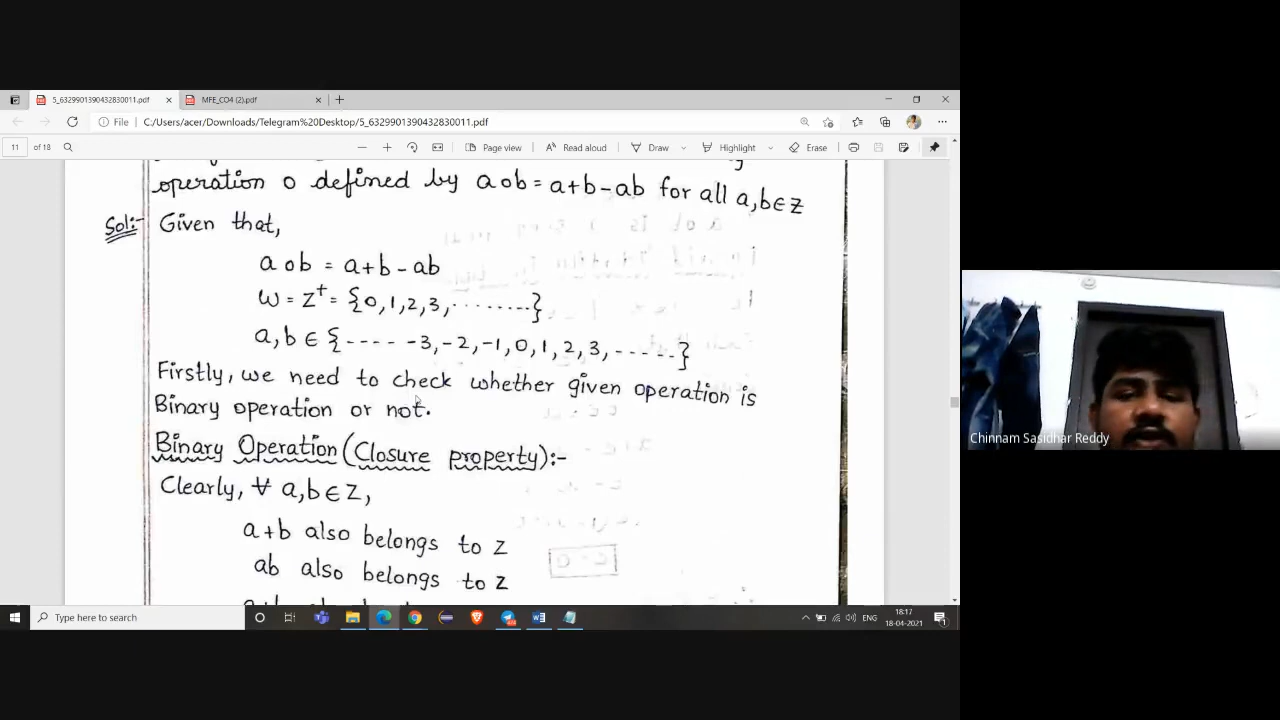 5_6329901390432830011.pdf
MFE_CO4 (2).pdf
File
C:/Users/acer/Downloads/Telegram%20Desktop/5_6329901390432830011.pdf
11 of 18
Page view
Read aloud
Draw
Highlight
Erase
operation o defined by aob = a+b-ab for all a,b∈z
Sol:- Given that,
aob = a+b-ab
ω = Z⁺ = {0,1,2,3,.........}
a,b ∈ {---- -3,-2,-1,0,1,2,3,------}
Firstly, we need to check whether given operation is
Binary operation or not.
Binary Operation (Closure property):-
Clearly, ∀ a,b∈Z,
a+b also belongs to Z
ab also belongs to Z
Chinnam Sasidhar Reddy
Type here to search
ENG
18:17
18-04-2021